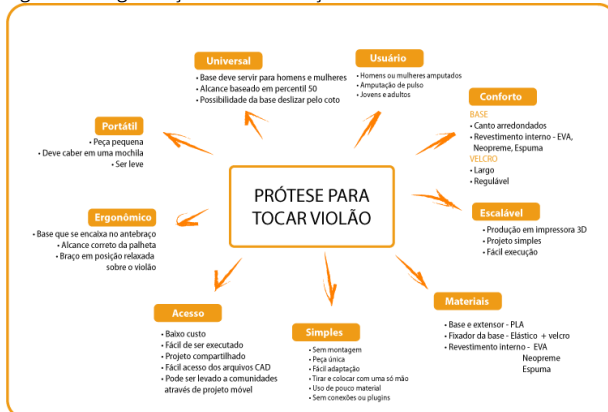 Universal
• Base deve servir para homens e mulheres
• Alcance baseado em percentil 50
• Possibilidade da base deslizar pelo coto
Usuário
• Homens ou mulheres amputados
• Amputação de pulso
• Jovens e adultos
Conforto
BASE
• Canto arredondados
• Revestimento interno - EVA,
Neopreme, Espuma
VELCRO
• Largo
• Regulável
Portátil
• Peça pequena
• Deve caber em uma mochila
• Ser leve
PRÓTESE PARA
TOCAR VIOLÃO
Ergonômico
• Base que se encaixa no antebraço
• Alcance correto da palheta
• Braço em posição relaxada
sobre o violão
Escalável
• Produção em impressora 3D
• Projeto simples
• Fácil execução
Acesso
• Baixo custo
• Fácil de ser executado
• Projeto compartilhado
• Fácil acesso dos arquivos CAD
• Pode ser levado a comunidades
através de projeto móvel
Simples
• Sem montagem
• Peça única
• Fácil adaptação
• Tirar e colocar com uma só mão
• Uso de pouco material
• Sem conexões ou plugins
Materiais
• Base e extensor - PLA
• Fixador da base - Elástico + velcro
• Revestimento interno - EVA
Neopreme
Espuma